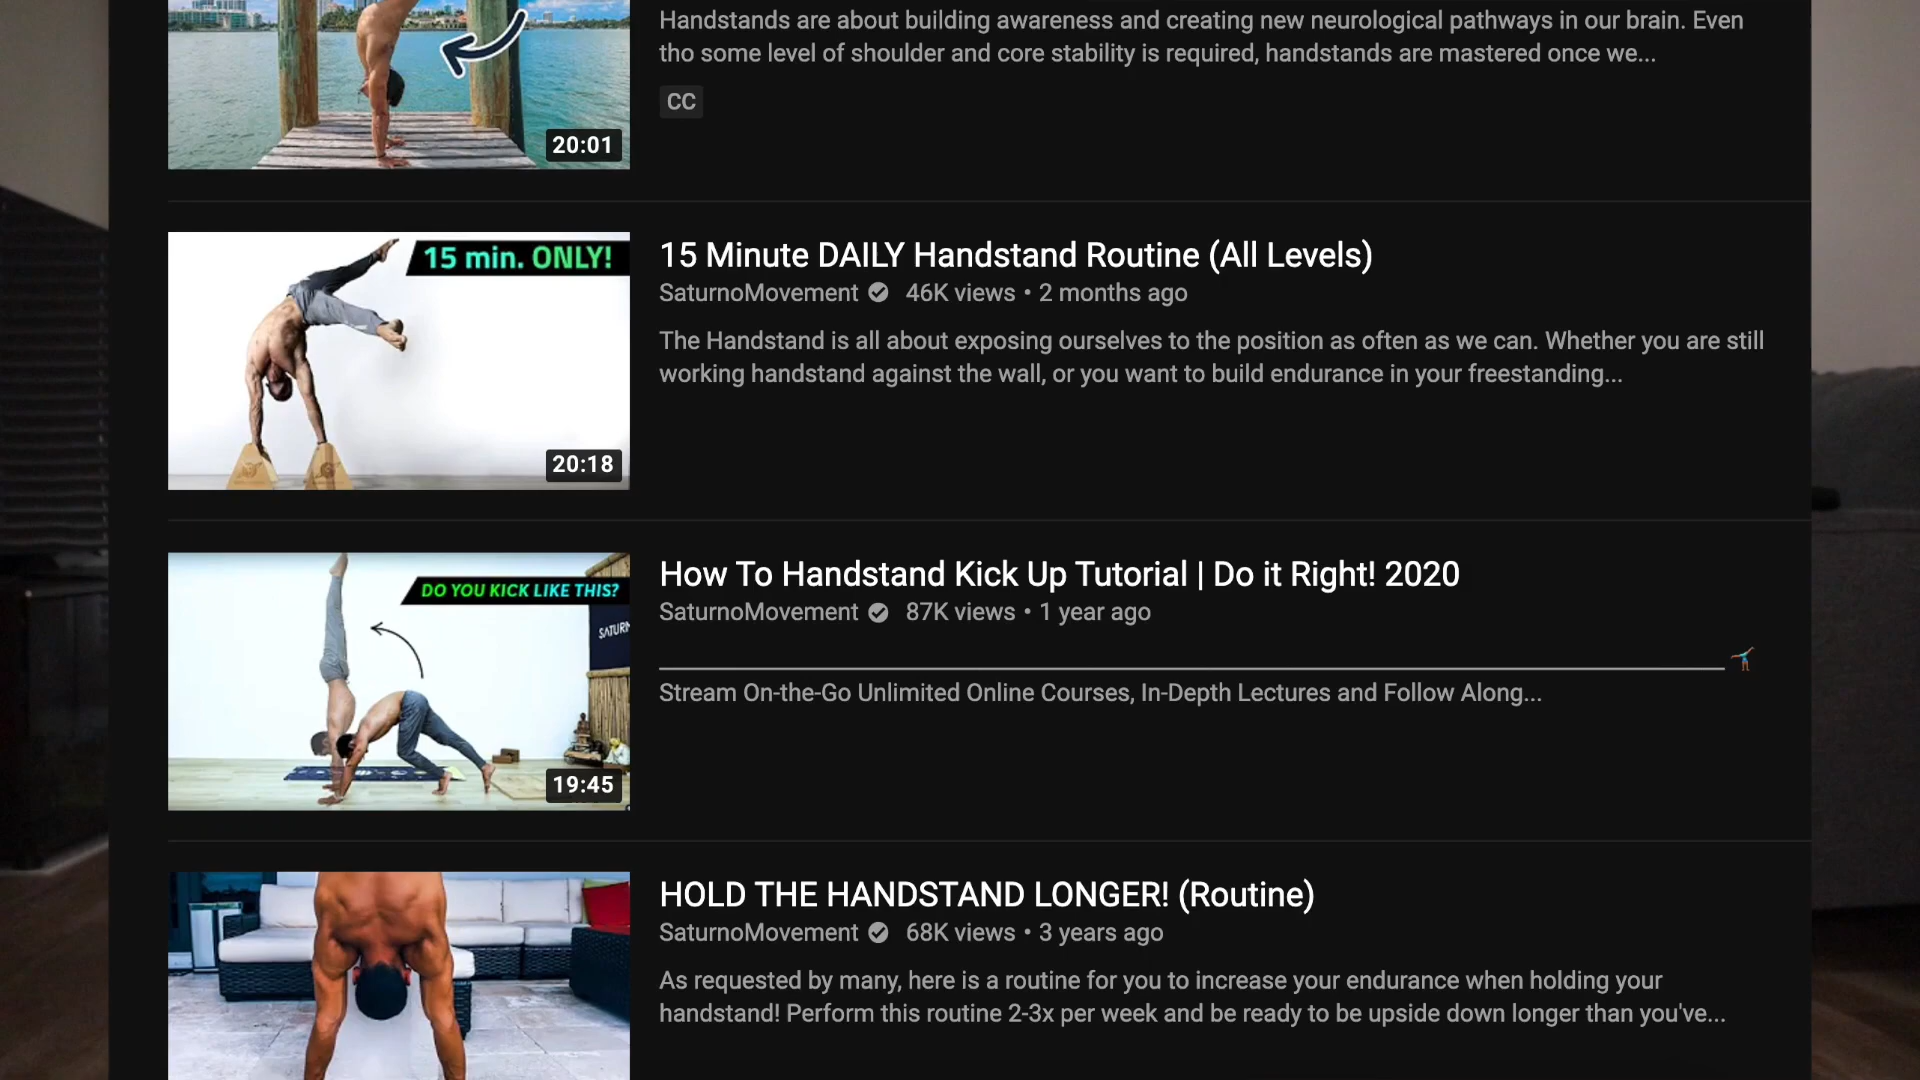 Handstands are about building awareness and creating new neurological pathways in our brain. Even
tho some level of shoulder and core stability is required, handstands are mastered once we...
CC
20:01
15 min. ONLY!
20:18
15 Minute DAILY Handstand Routine (All Levels)
SaturnoMovement 46K views • 2 months ago
The Handstand is all about exposing ourselves to the position as often as we can. Whether you are still
working handstand against the wall, or you want to build endurance in your freestanding...
DO YOU KICK LIKE THIS?
SATURN
19:45
How To Handstand Kick Up Tutorial | Do it Right! 2020
SaturnoMovement 87K views • 1 year ago
Stream On-the-Go Unlimited Online Courses, In-Depth Lectures and Follow Along...
HOLD THE HANDSTAND LONGER! (Routine)
SaturnoMovement 68K views • 3 years ago
As requested by many, here is a routine for you to increase your endurance when holding your
handstand! Perform this routine 2-3x per week and be ready to be upside down longer than you've...